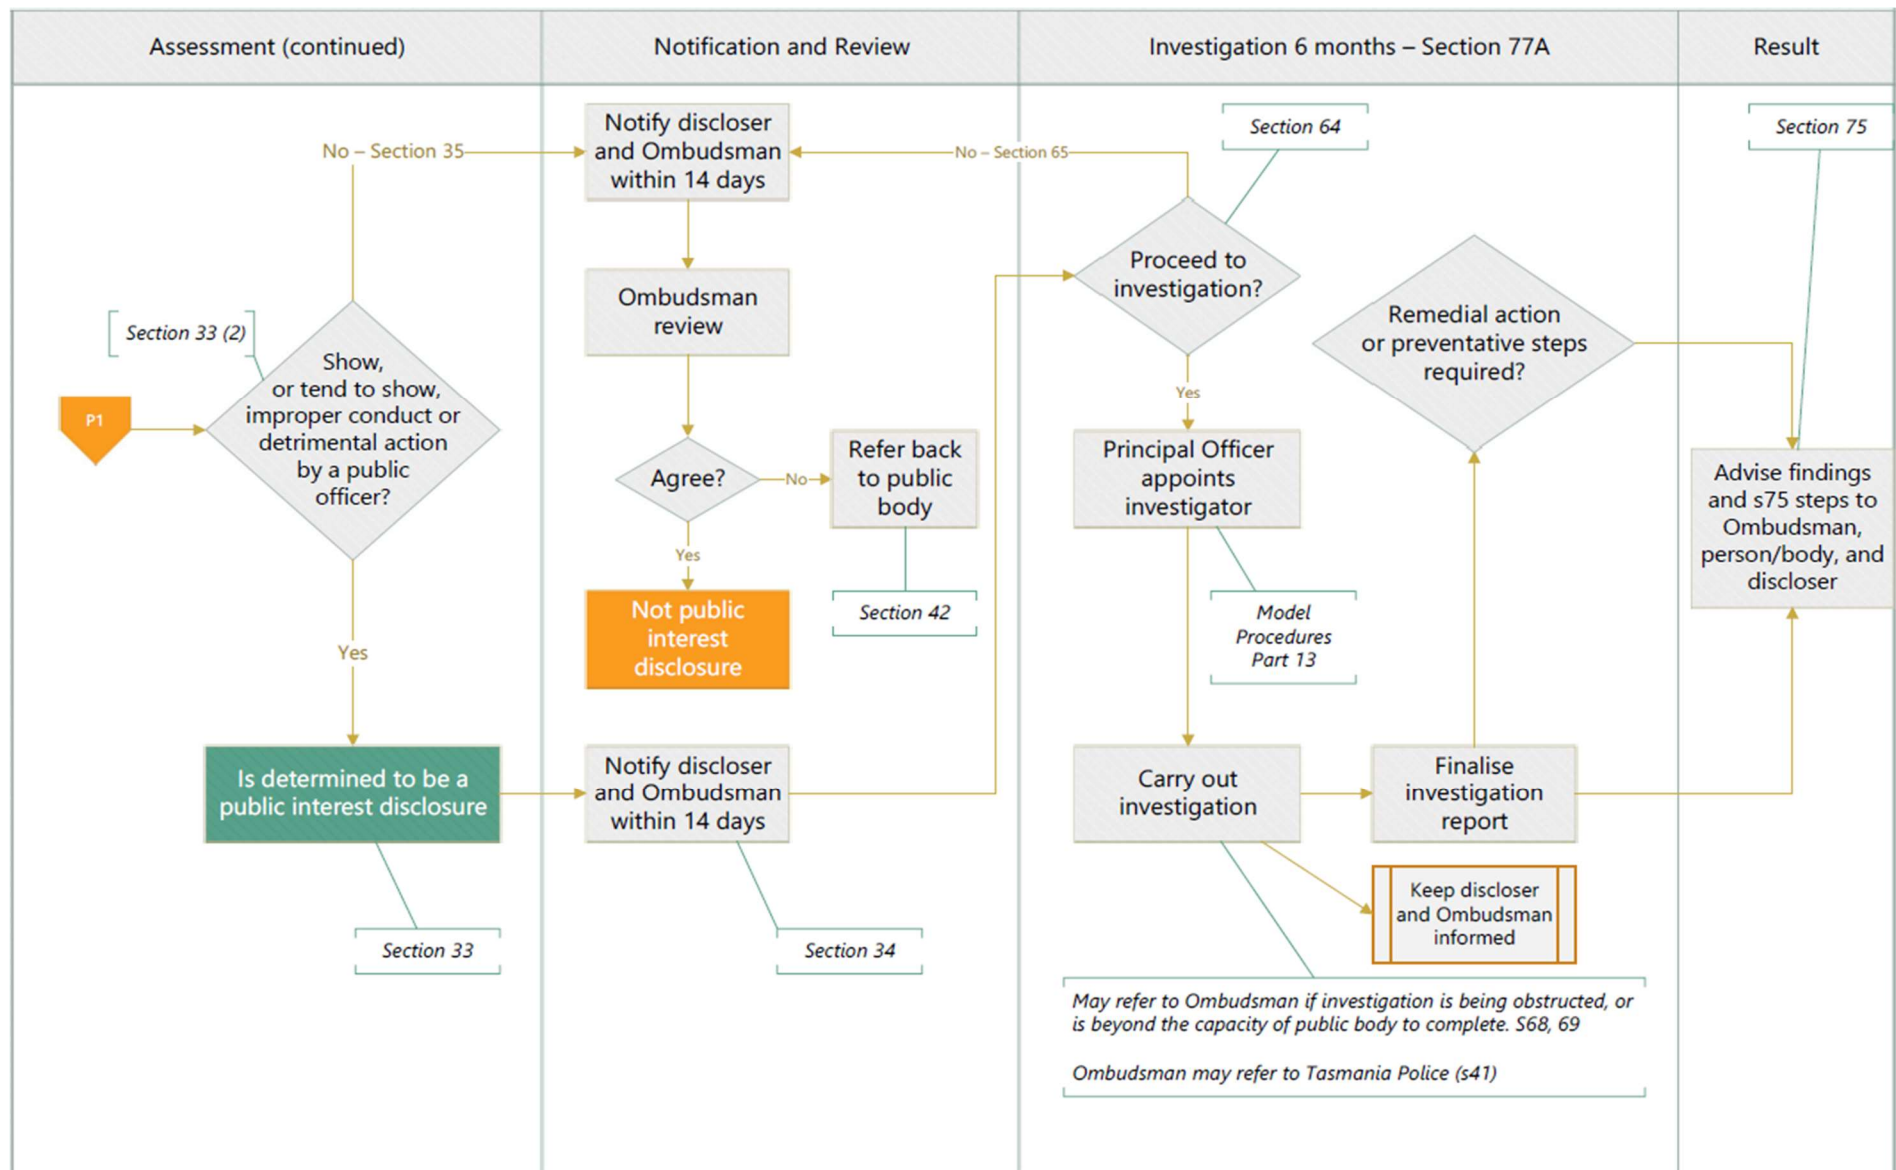 Assessment (continued)
Notification and Review
Investigation 6 months – Section 77A
Result
No – Section 35
Section 33 (2)
P1
Show,
or tend to show,
improper conduct or
detrimental action
by a public
officer?
Yes
Is determined to be a
public interest disclosure
Section 33
Notify discloser
and Ombudsman
within 14 days
Ombudsman
review
Agree?
No
Refer back
to public
body
Section 42
Yes
Not public
interest
disclosure
Notify discloser
and Ombudsman
within 14 days
Section 34
No – Section 65
Section 64
Proceed to
investigation?
Yes
Principal Officer
appoints
investigator
Model
Procedures
Part 13
Carry out
investigation
Remedial action
or preventative steps
required?
Finalise
investigation
report
Keep discloser
and Ombudsman
informed
May refer to Ombudsman if investigation is being obstructed, or
is beyond the capacity of public body to complete. S68, 69
Ombudsman may refer to Tasmania Police (s41)
Section 75
Advise findings
and s75 steps to
Ombudsman,
person/body, and
discloser